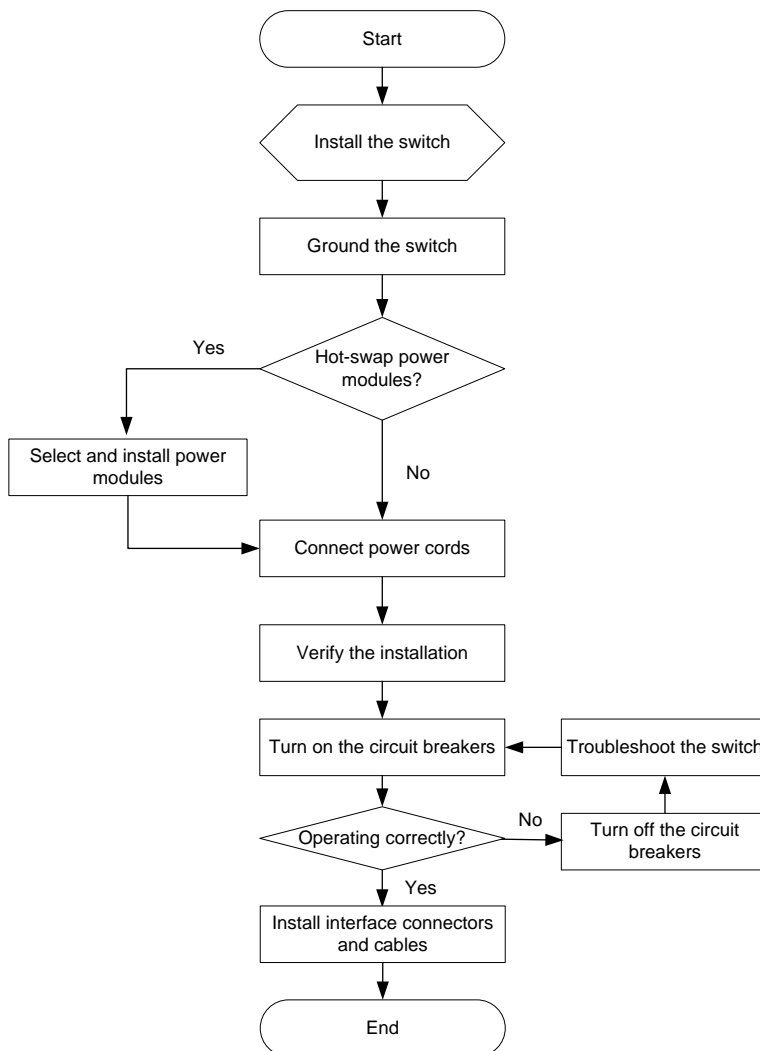 Start
Install the switch
Ground the switch
Yes
Hot-swap power
modules?
Select and install power
modules
No
Connect power cords
Verify the installation
Turn on the circuit breakers
Troubleshoot the switch
Operating correctly?
No
Turn off the circuit
breakers
Yes
Install interface connectors
and cables
End